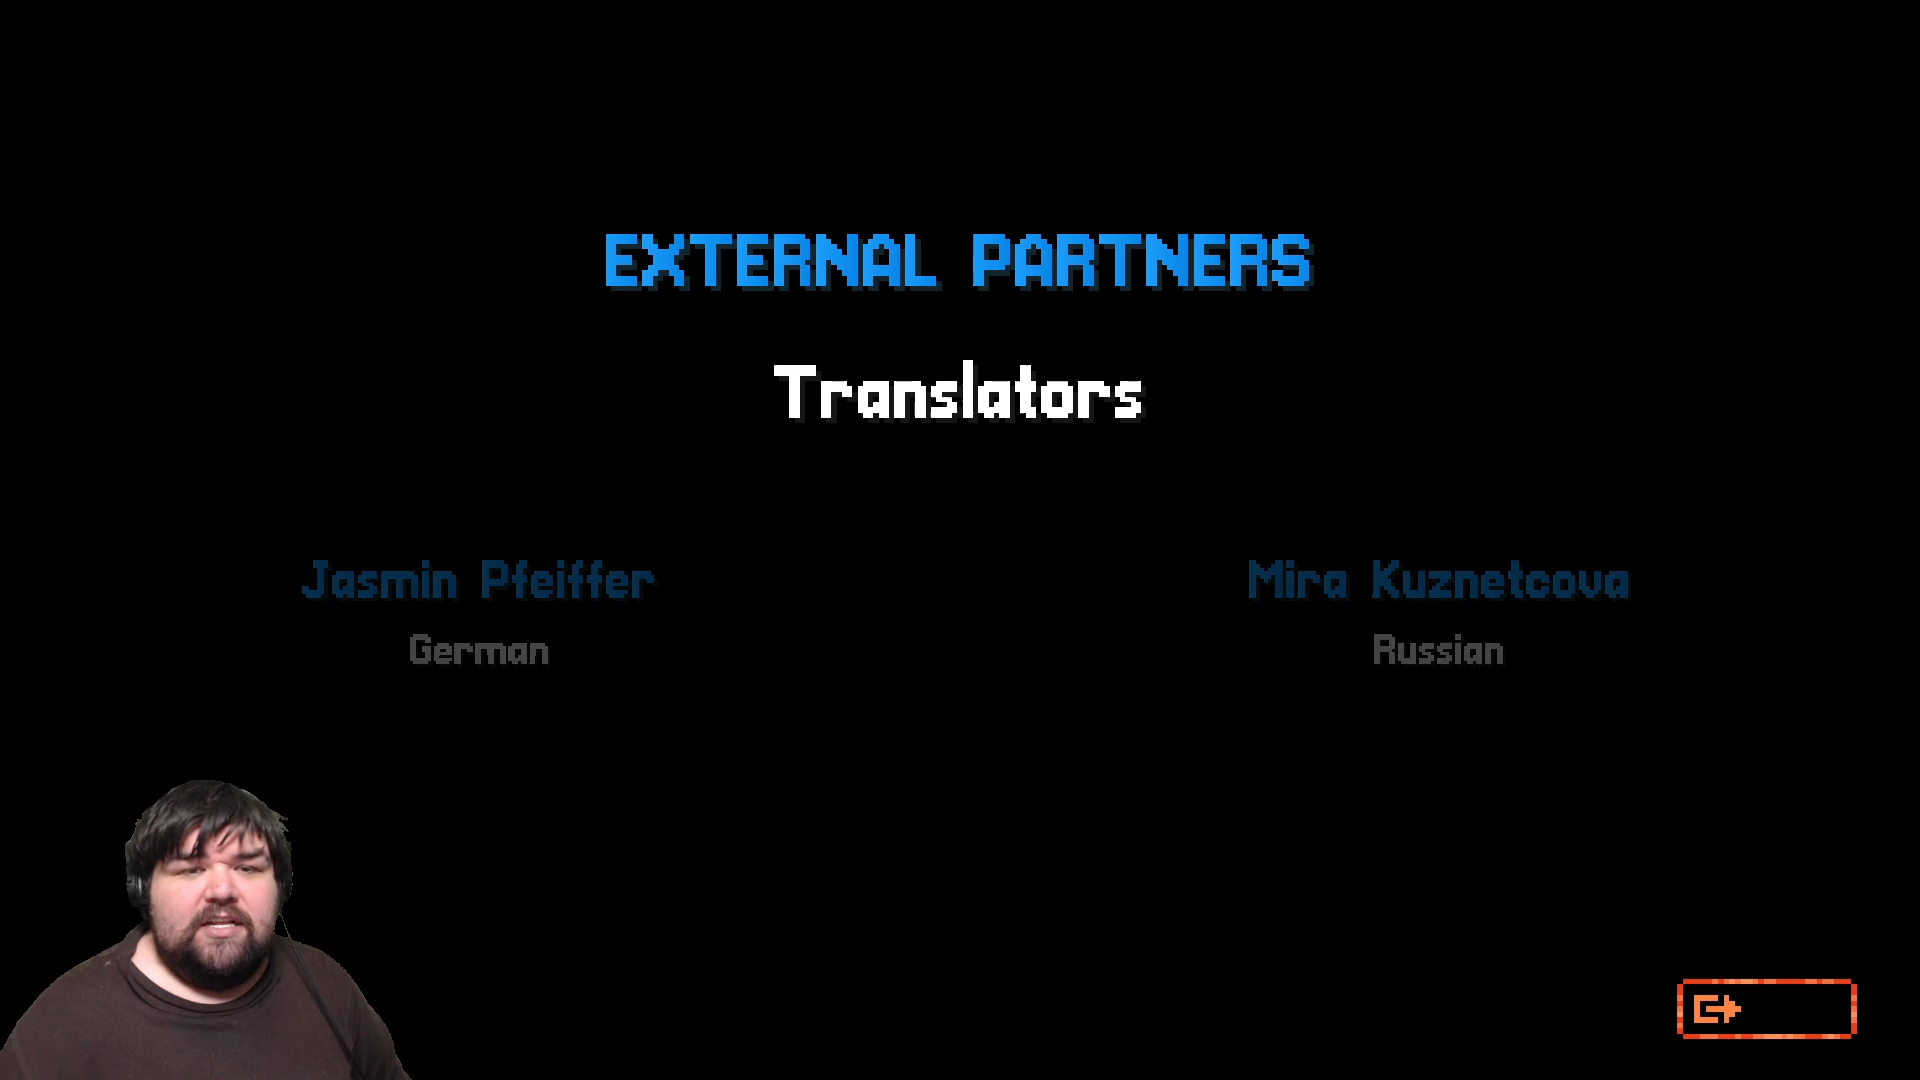 EXTERNAL PARTNERS
Translators
Jasmin Pfeiffer
Mira Kuznetcova
German
Russian